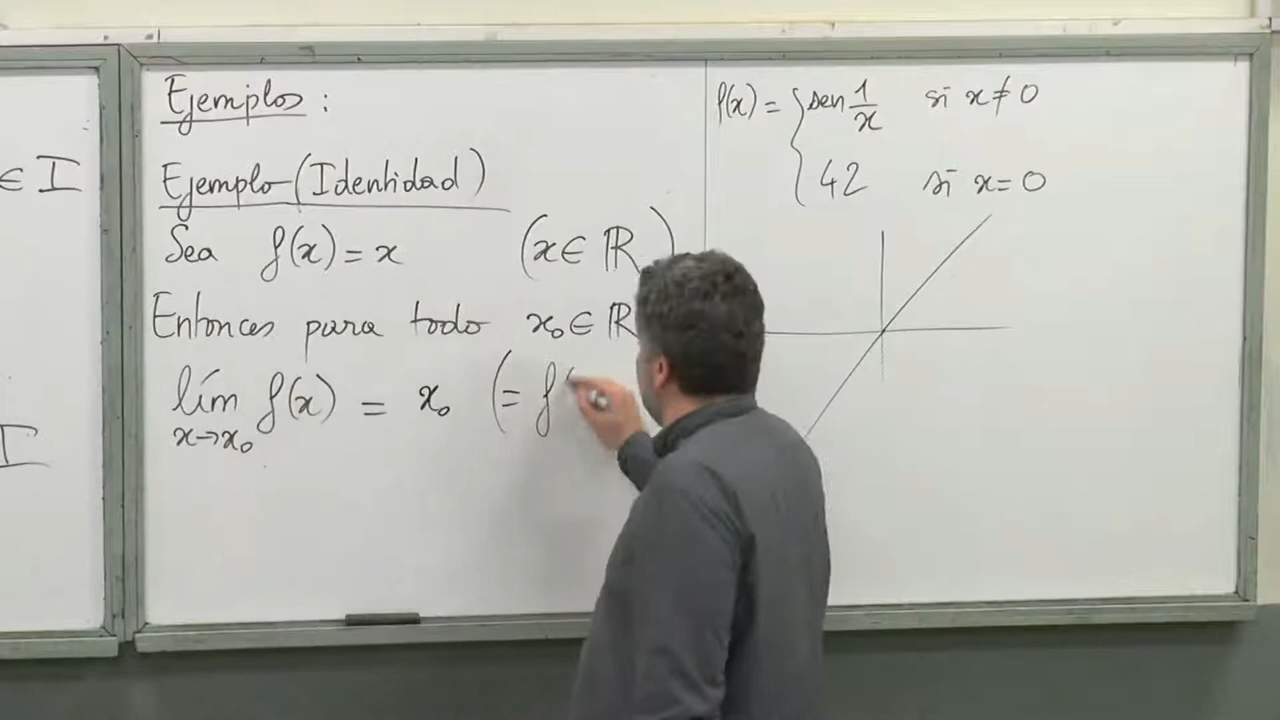 ∈ I
I
Ejemplos :
Ejemplo (Identidad)
Sea f(x) = x (x ∈ ℝ)
Entonces para todo x₀ ∈ ℝ
lím f(x) = x₀ (= f(
x→x₀
f(x) = { sen 1/x si x ≠ 0
42 si x = 0